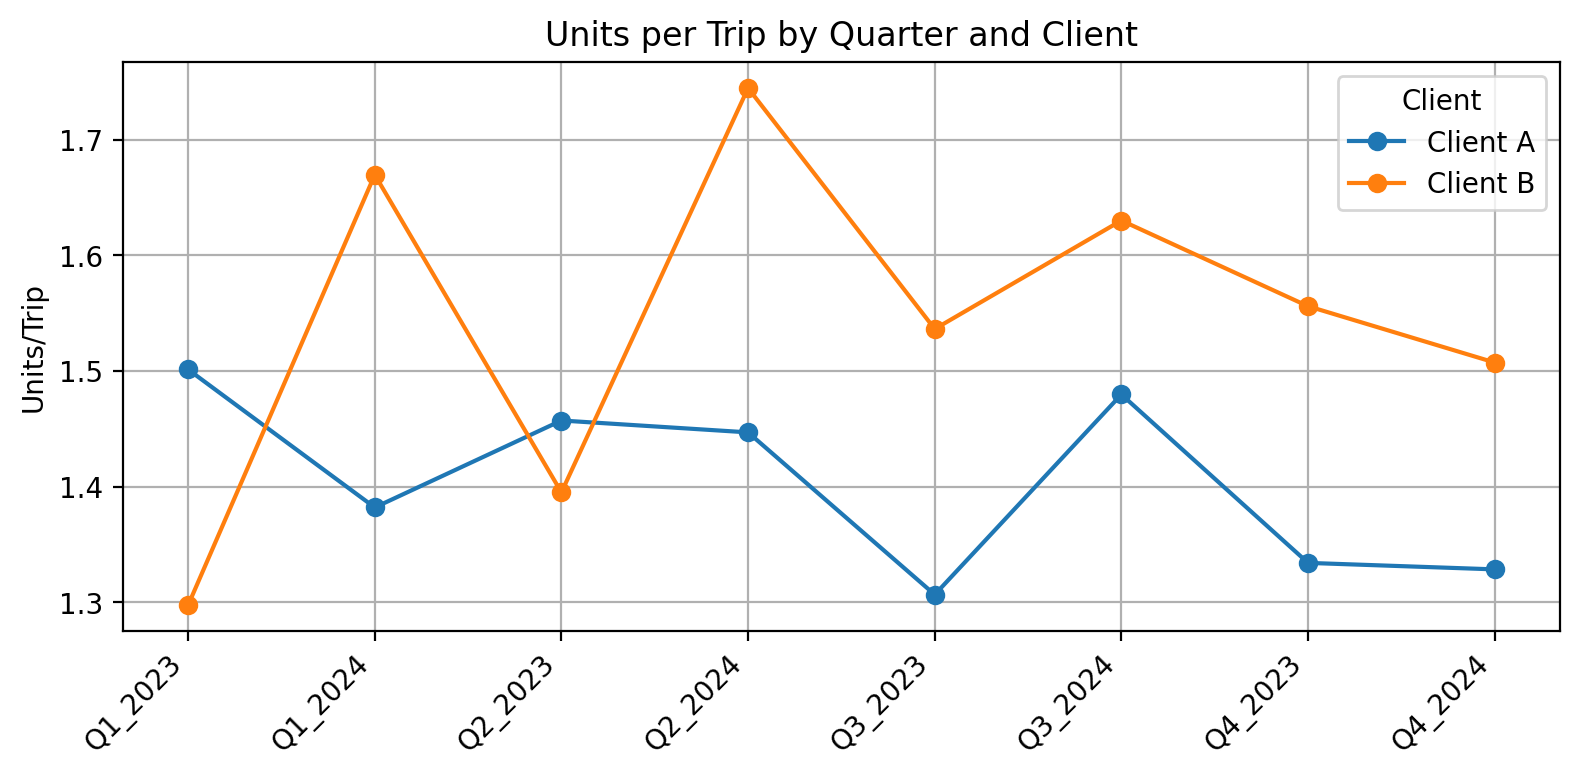 Units per Trip by Quarter and Client
Client
Client A
Client B
Units/Trip
1.7
1.6
1.5
1.4
1.3
Q1_2023
Q1_2024
Q2_2023
Q2_2024
Q3_2023
Q3_2024
Q4_2023
Q4_2024